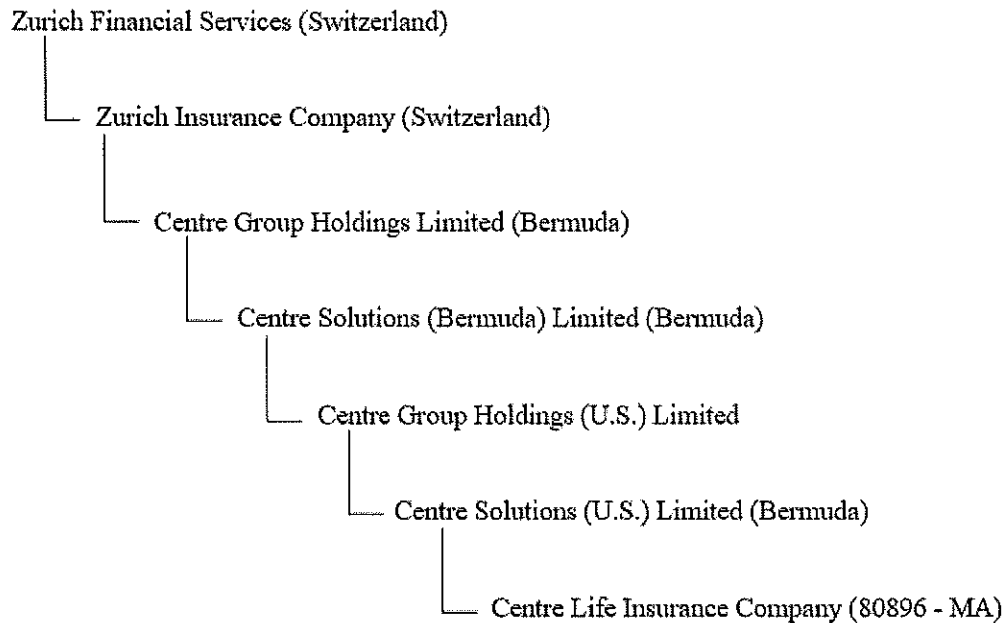 Zurich Financial Services (Switzerland)
Zurich Insurance Company (Switzerland)
Centre Group Holdings Limited (Bermuda)
Centre Solutions (Bermuda) Limited (Bermuda)
Centre Group Holdings (U.S.) Limited
Centre Solutions (U.S.) Limited (Bermuda)
Centre Life Insurance Company (80896 - MA)